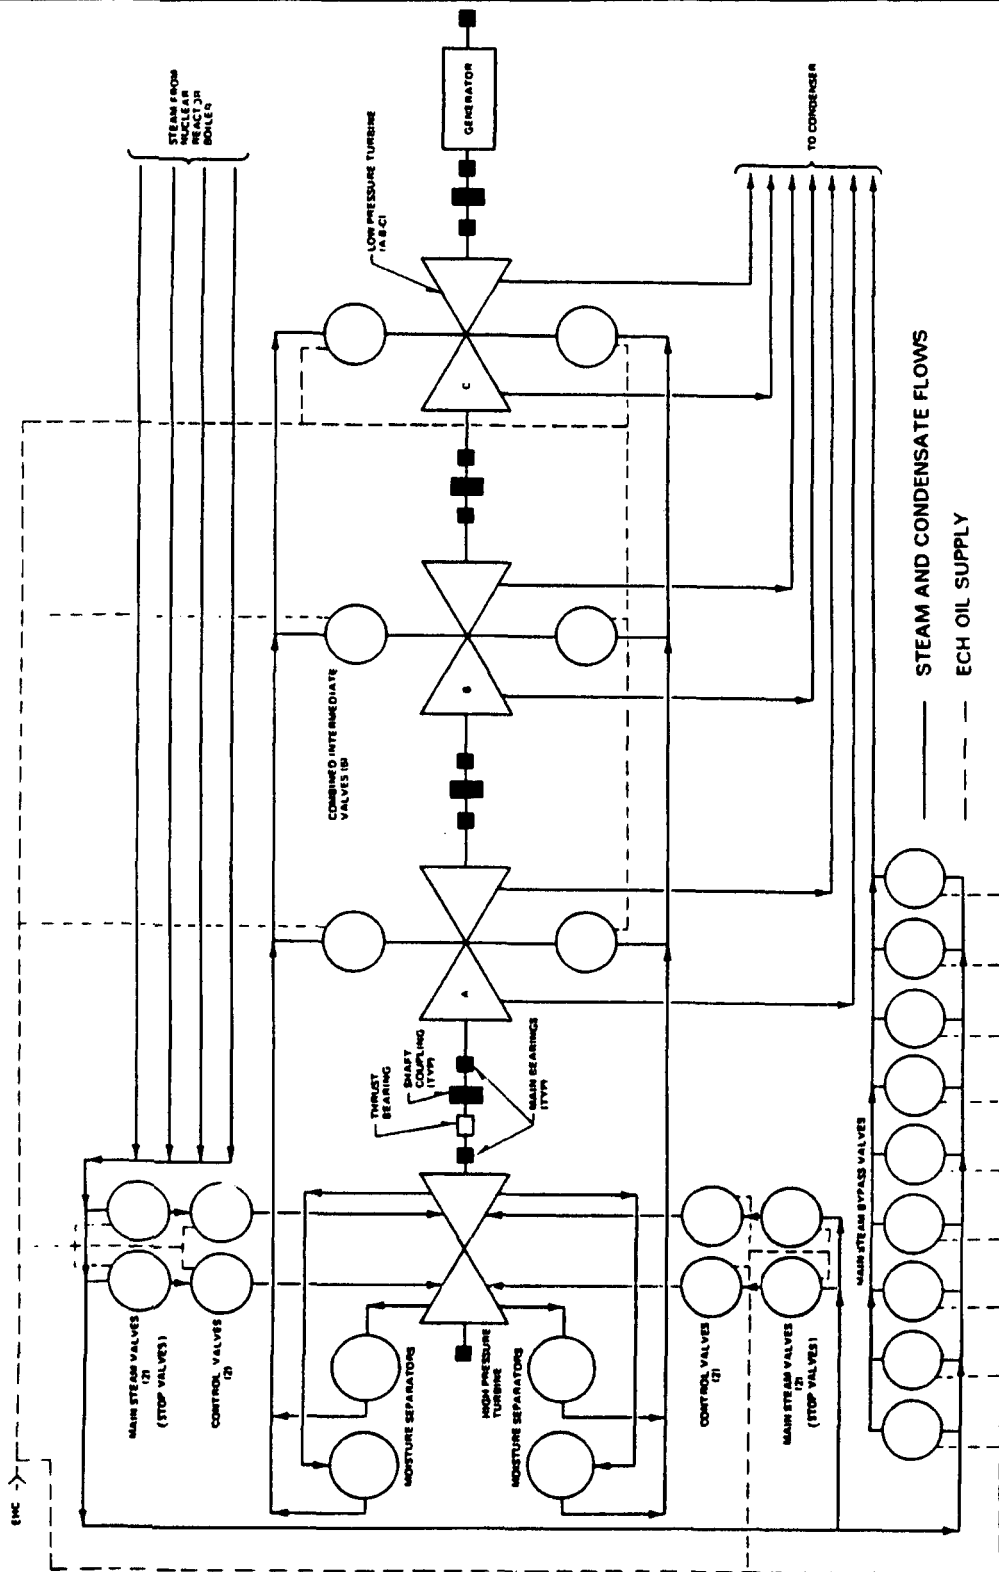 STEAM FROM
NUCLEAR
REACTOR
BOILER
GENERATOR
LOW PRESSURE TURBINE
(A-B-C)
TO CONDENSER
C
B
A
COMBINED INTERMEDIATE
VALVES (6)
THRUST
BEARING
SHAFT
COUPLING
(TYP)
MAIN BEARINGS
(TYP)
MAIN STEAM VALVES
(2)
(STOP VALVES)
CONTROL VALVES
(2)
MOISTURE SEPARATORS
HIGH PRESSURE
TURBINE
MOISTURE SEPARATORS
CONTROL VALVES
(2)
MAIN STEAM VALVES
(2)
(STOP VALVES)
MAIN STEAM BYPASS VALVES
EHC
STEAM AND CONDENSATE FLOWS
ECH OIL SUPPLY